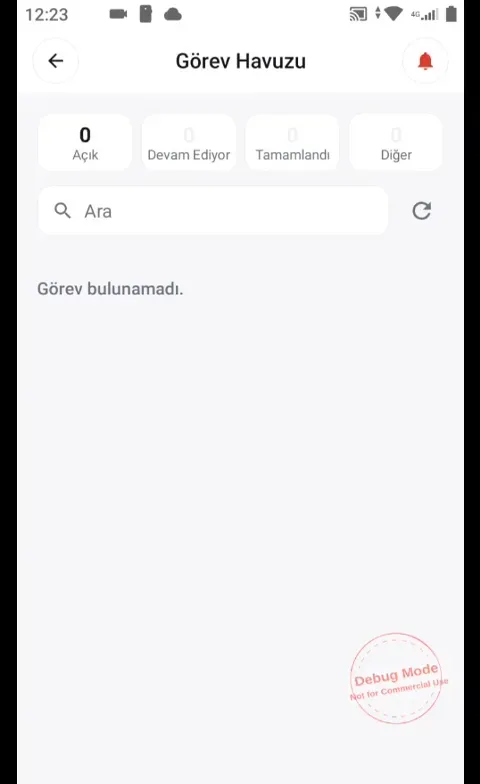 12:23
4G
Görev Havuzu
0
Açık
0
Devam Ediyor
0
Tamamlandı
0
Diğer
Ara
Görev bulunamadı.
Debug Mode
Not for Commercial Use